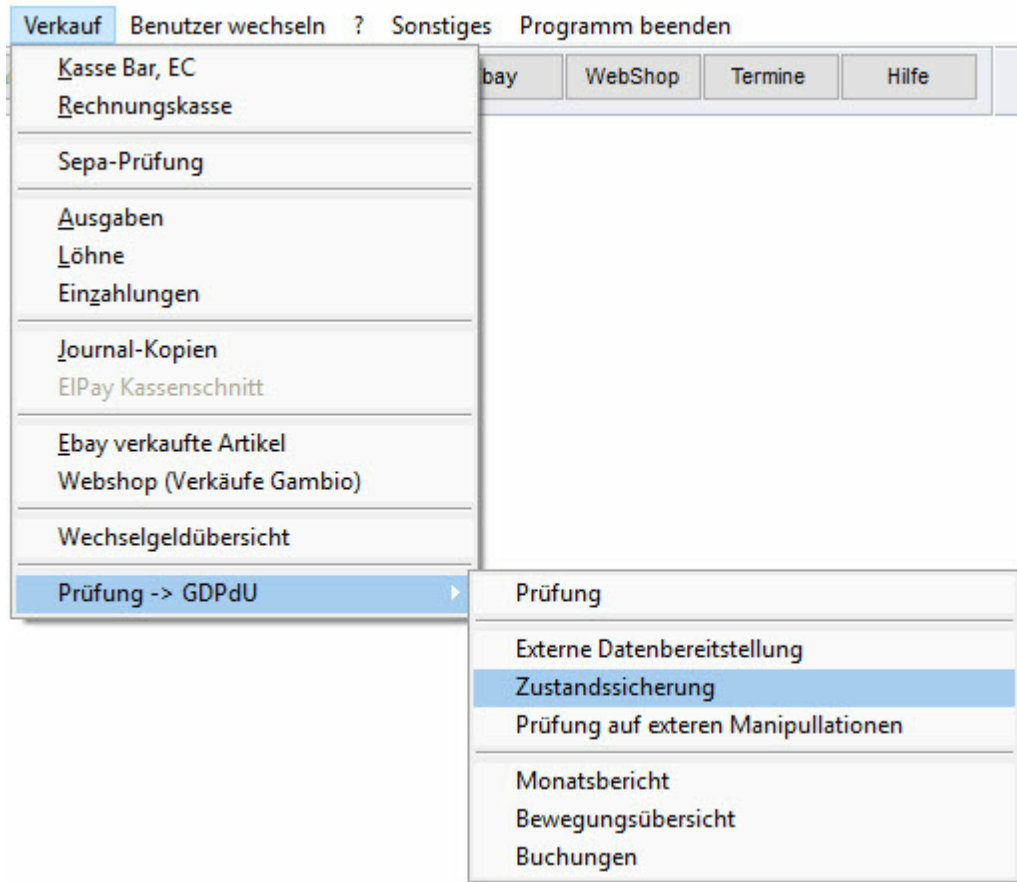 Verkauf Benutzer wechseln ? Sonstiges Programm beenden
bay WebShop Termine Hilfe
Kasse Bar, EC
Rechnungskasse
Sepa-Prüfung
Ausgaben
Löhne
Einzahlungen
Journal-Kopien
ElPay Kassenschnitt
Ebay verkaufte Artikel
Webshop (Verkäufe Gambio)
Wechselgeldübersicht
Prüfung -> GDPdU
Prüfung
Externe Datenbereitstellung
Zustandssicherung
Prüfung auf exteren Manipullationen
Monatsbericht
Bewegungsübersicht
Buchungen